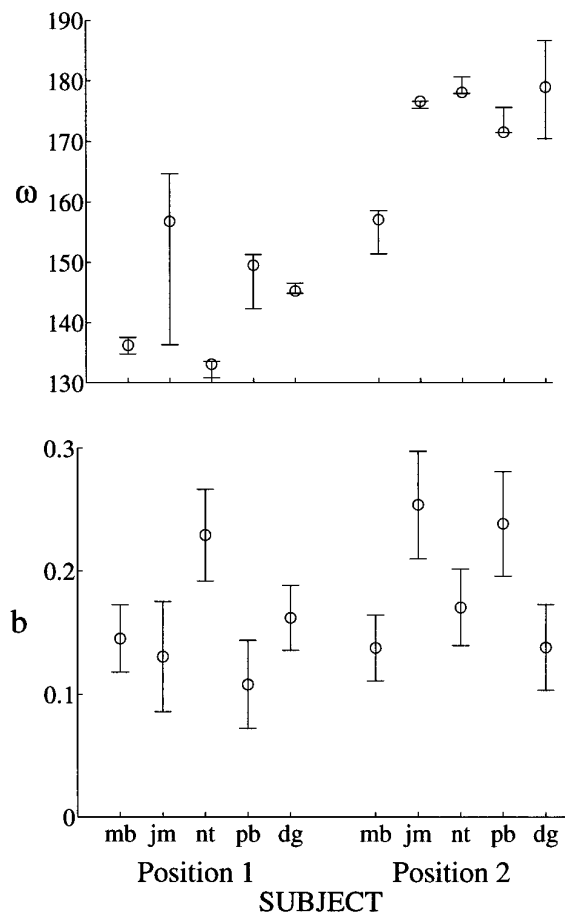 190
180
170
ω
160
150
140
130
0.3
0.2
b
0.1
0
mb jm nt pb dg mb jm nt pb dg
Position 1 Position 2
SUBJECT